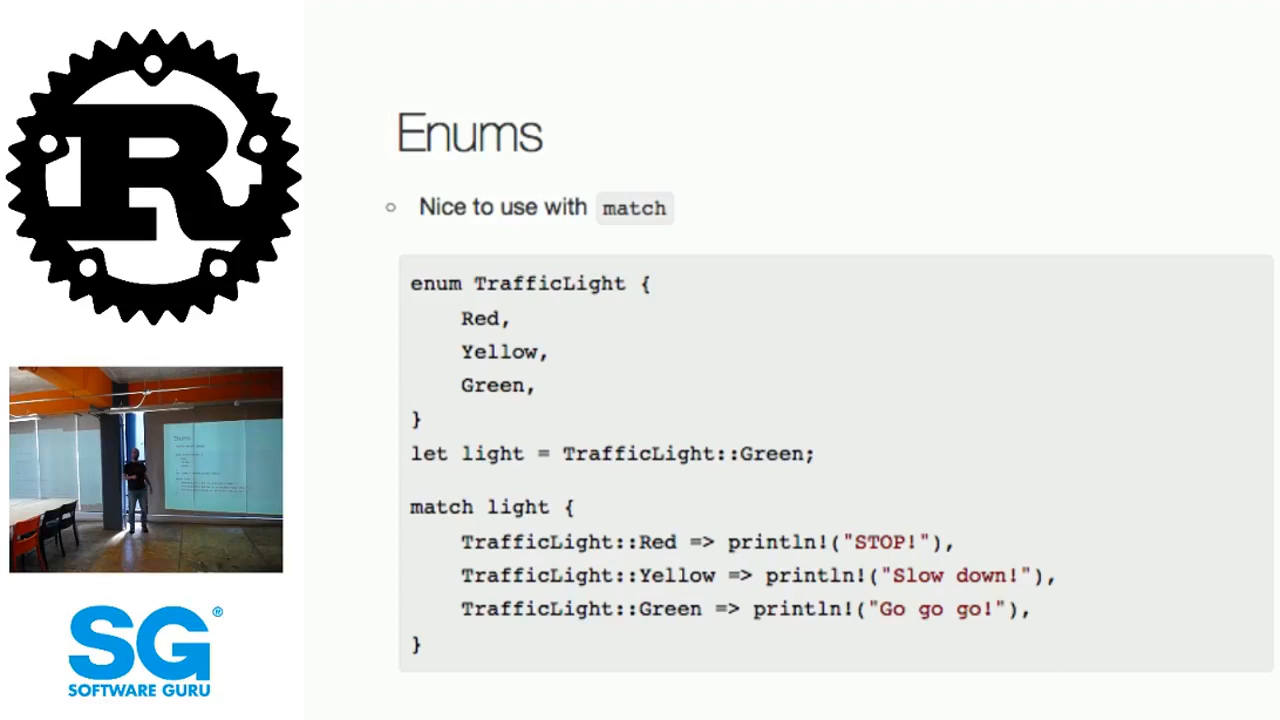 R
Enums
Nice to use with match
enum TrafficLight {
    Red,
    Yellow,
    Green,
}
let light = TrafficLight::Green;
match light {
    TrafficLight::Red => println!("STOP!"),
    TrafficLight::Yellow => println!("Slow down!"),
    TrafficLight::Green => println!("Go go go!"),
}
Enums
SG®
SOFTWARE GURU